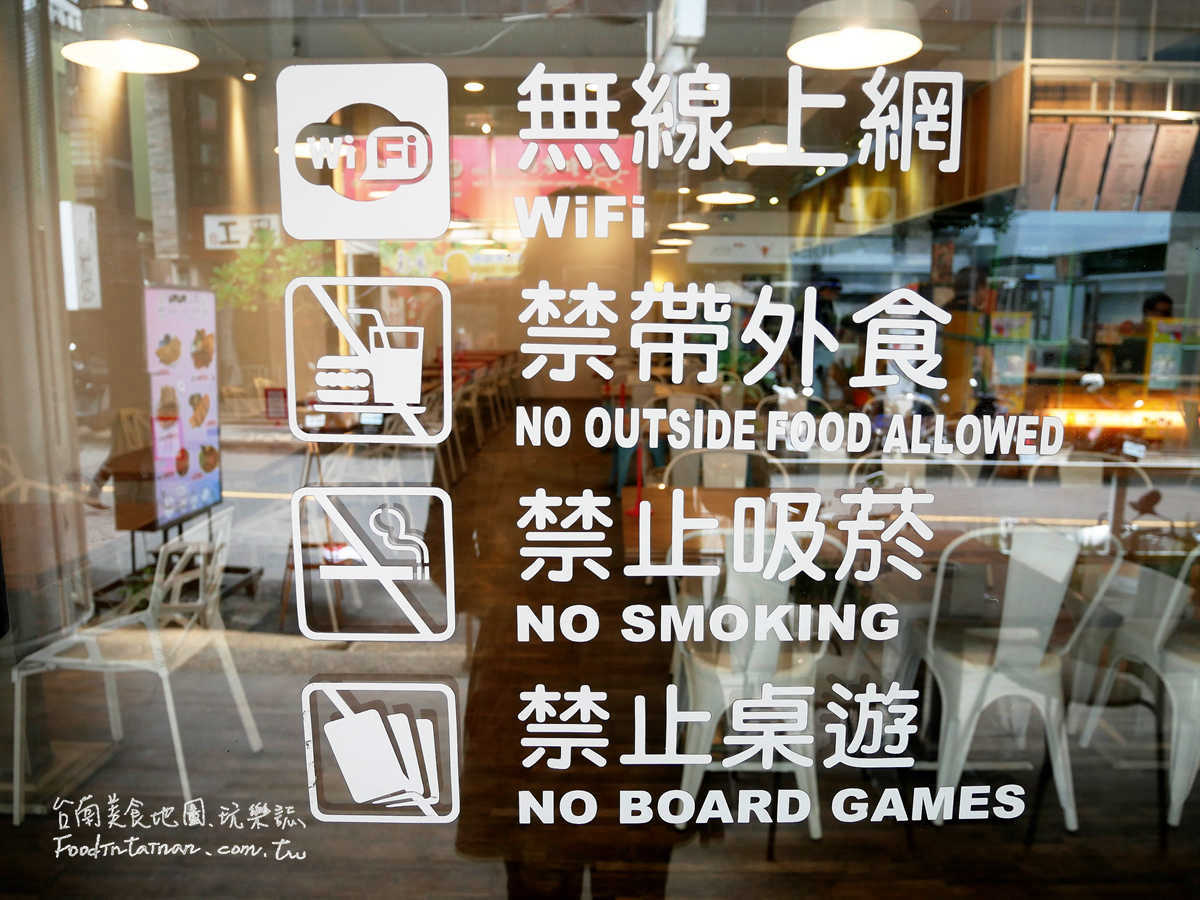 WiFi
無線上網
WiFi
禁帶外食
NO OUTSIDE FOOD ALLOWED
禁止吸菸
NO SMOKING
禁止桌遊
NO BOARD GAMES
台南美食地圖.玩樂誌
FoodInTainan.com.tw